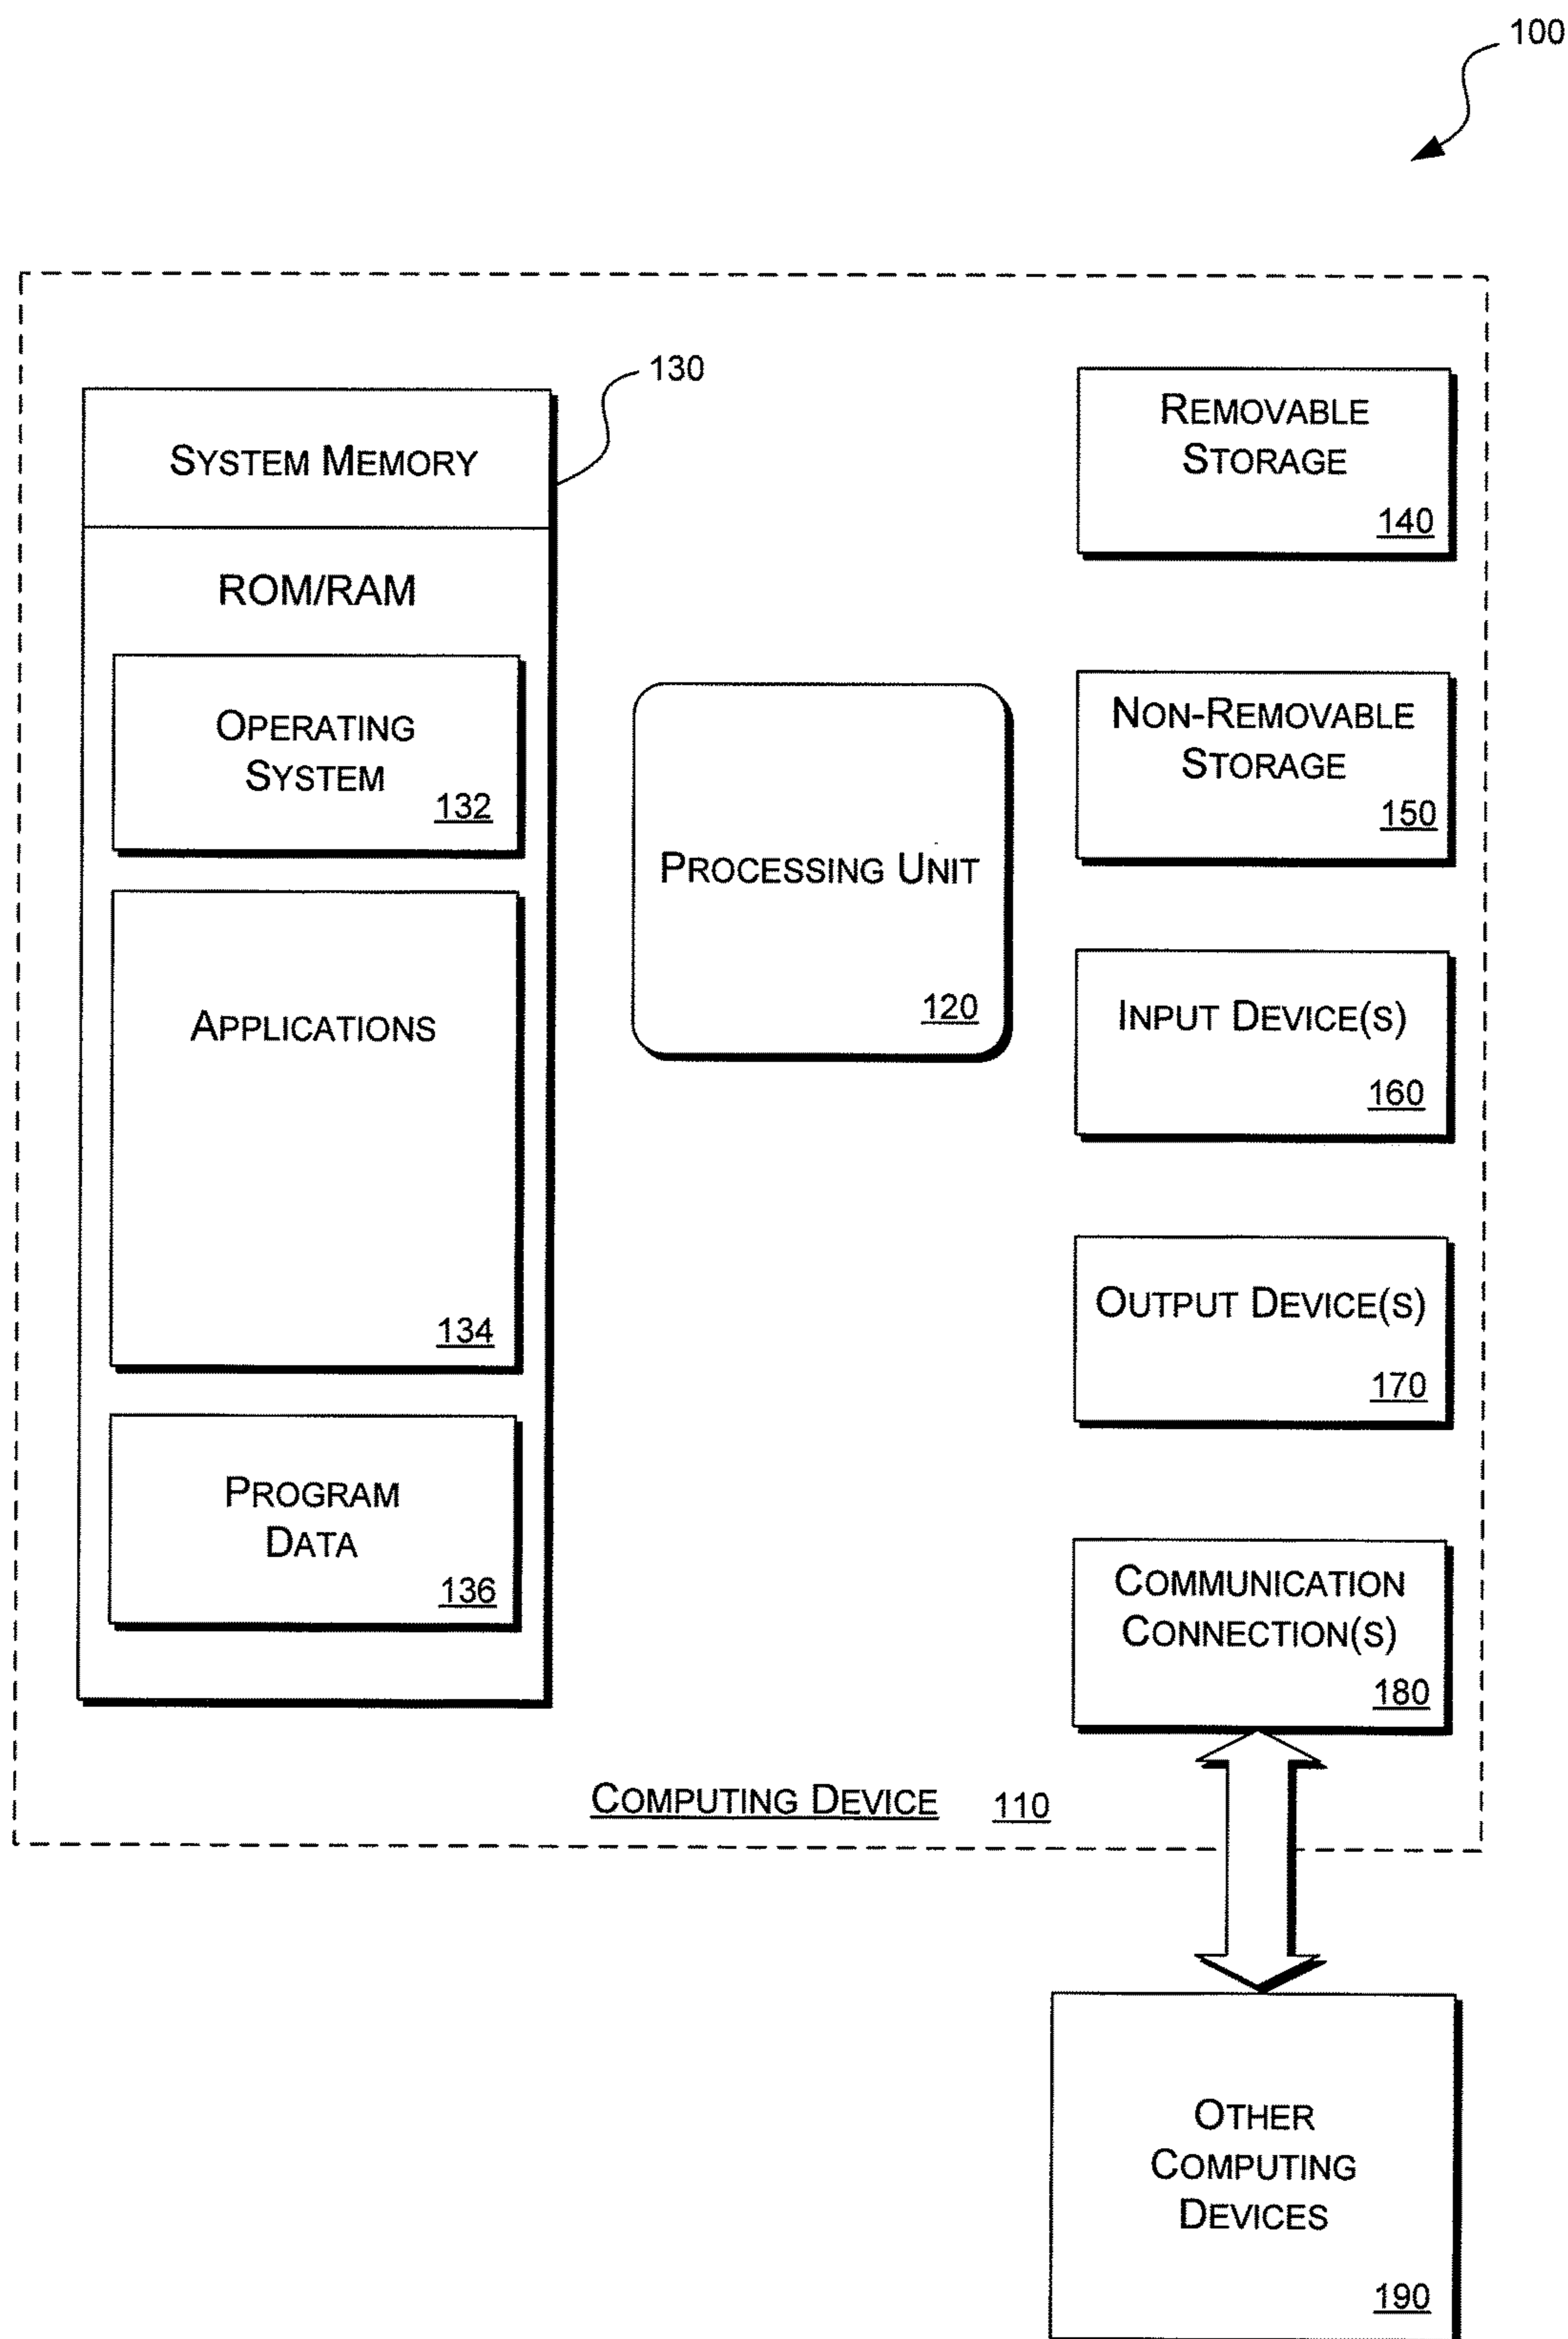 100
130
SYSTEM MEMORY
ROM/RAM
OPERATING
SYSTEM
132
APPLICATIONS
134
PROGRAM
DATA
136
PROCESSING UNIT
120
REMOVABLE
STORAGE
140
NON-REMOVABLE
STORAGE
150
INPUT DEVICE(S)
160
OUTPUT DEVICE(S)
170
COMMUNICATION
CONNECTION(S)
180
COMPUTING DEVICE 110
OTHER
COMPUTING
DEVICES
190